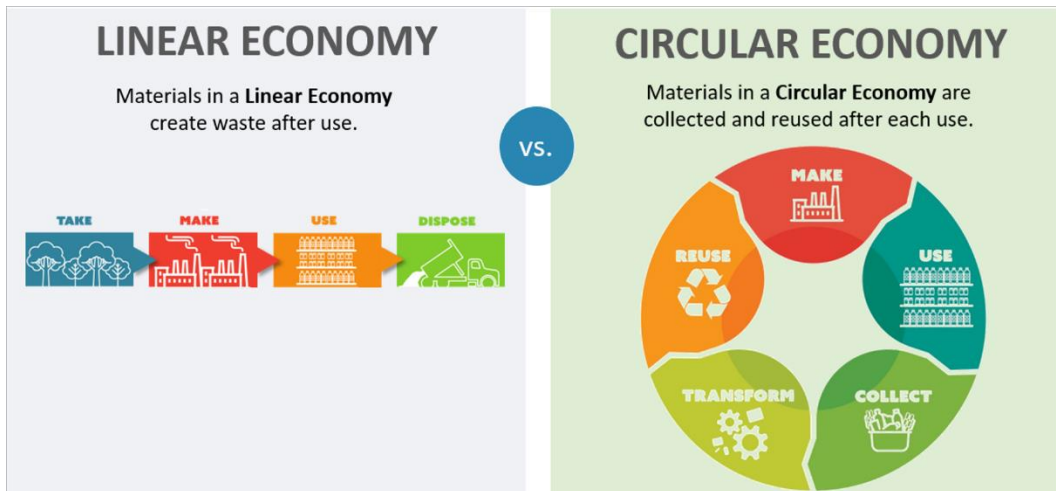 LINEAR ECONOMY
Materials in a Linear Economy
create waste after use.
TAKE
MAKE
USE
DISPOSE
vs.
CIRCULAR ECONOMY
Materials in a Circular Economy are
collected and reused after each use.
MAKE
USE
COLLECT
TRANSFORM
REUSE